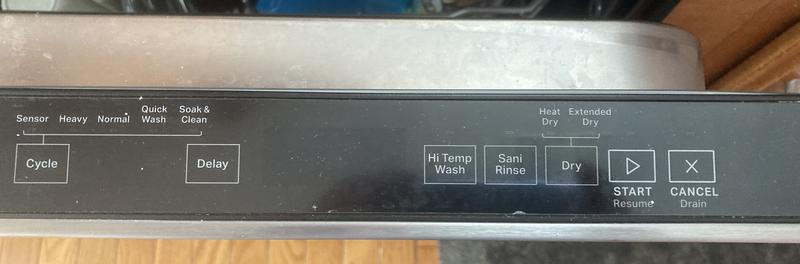 Sensor Heavy Normal Quick Wash Soak & Clean
Heat Dry Extended Dry
Cycle
Delay
Hi Temp Wash
Sani Rinse
Dry
START
Resume
CANCEL
Drain